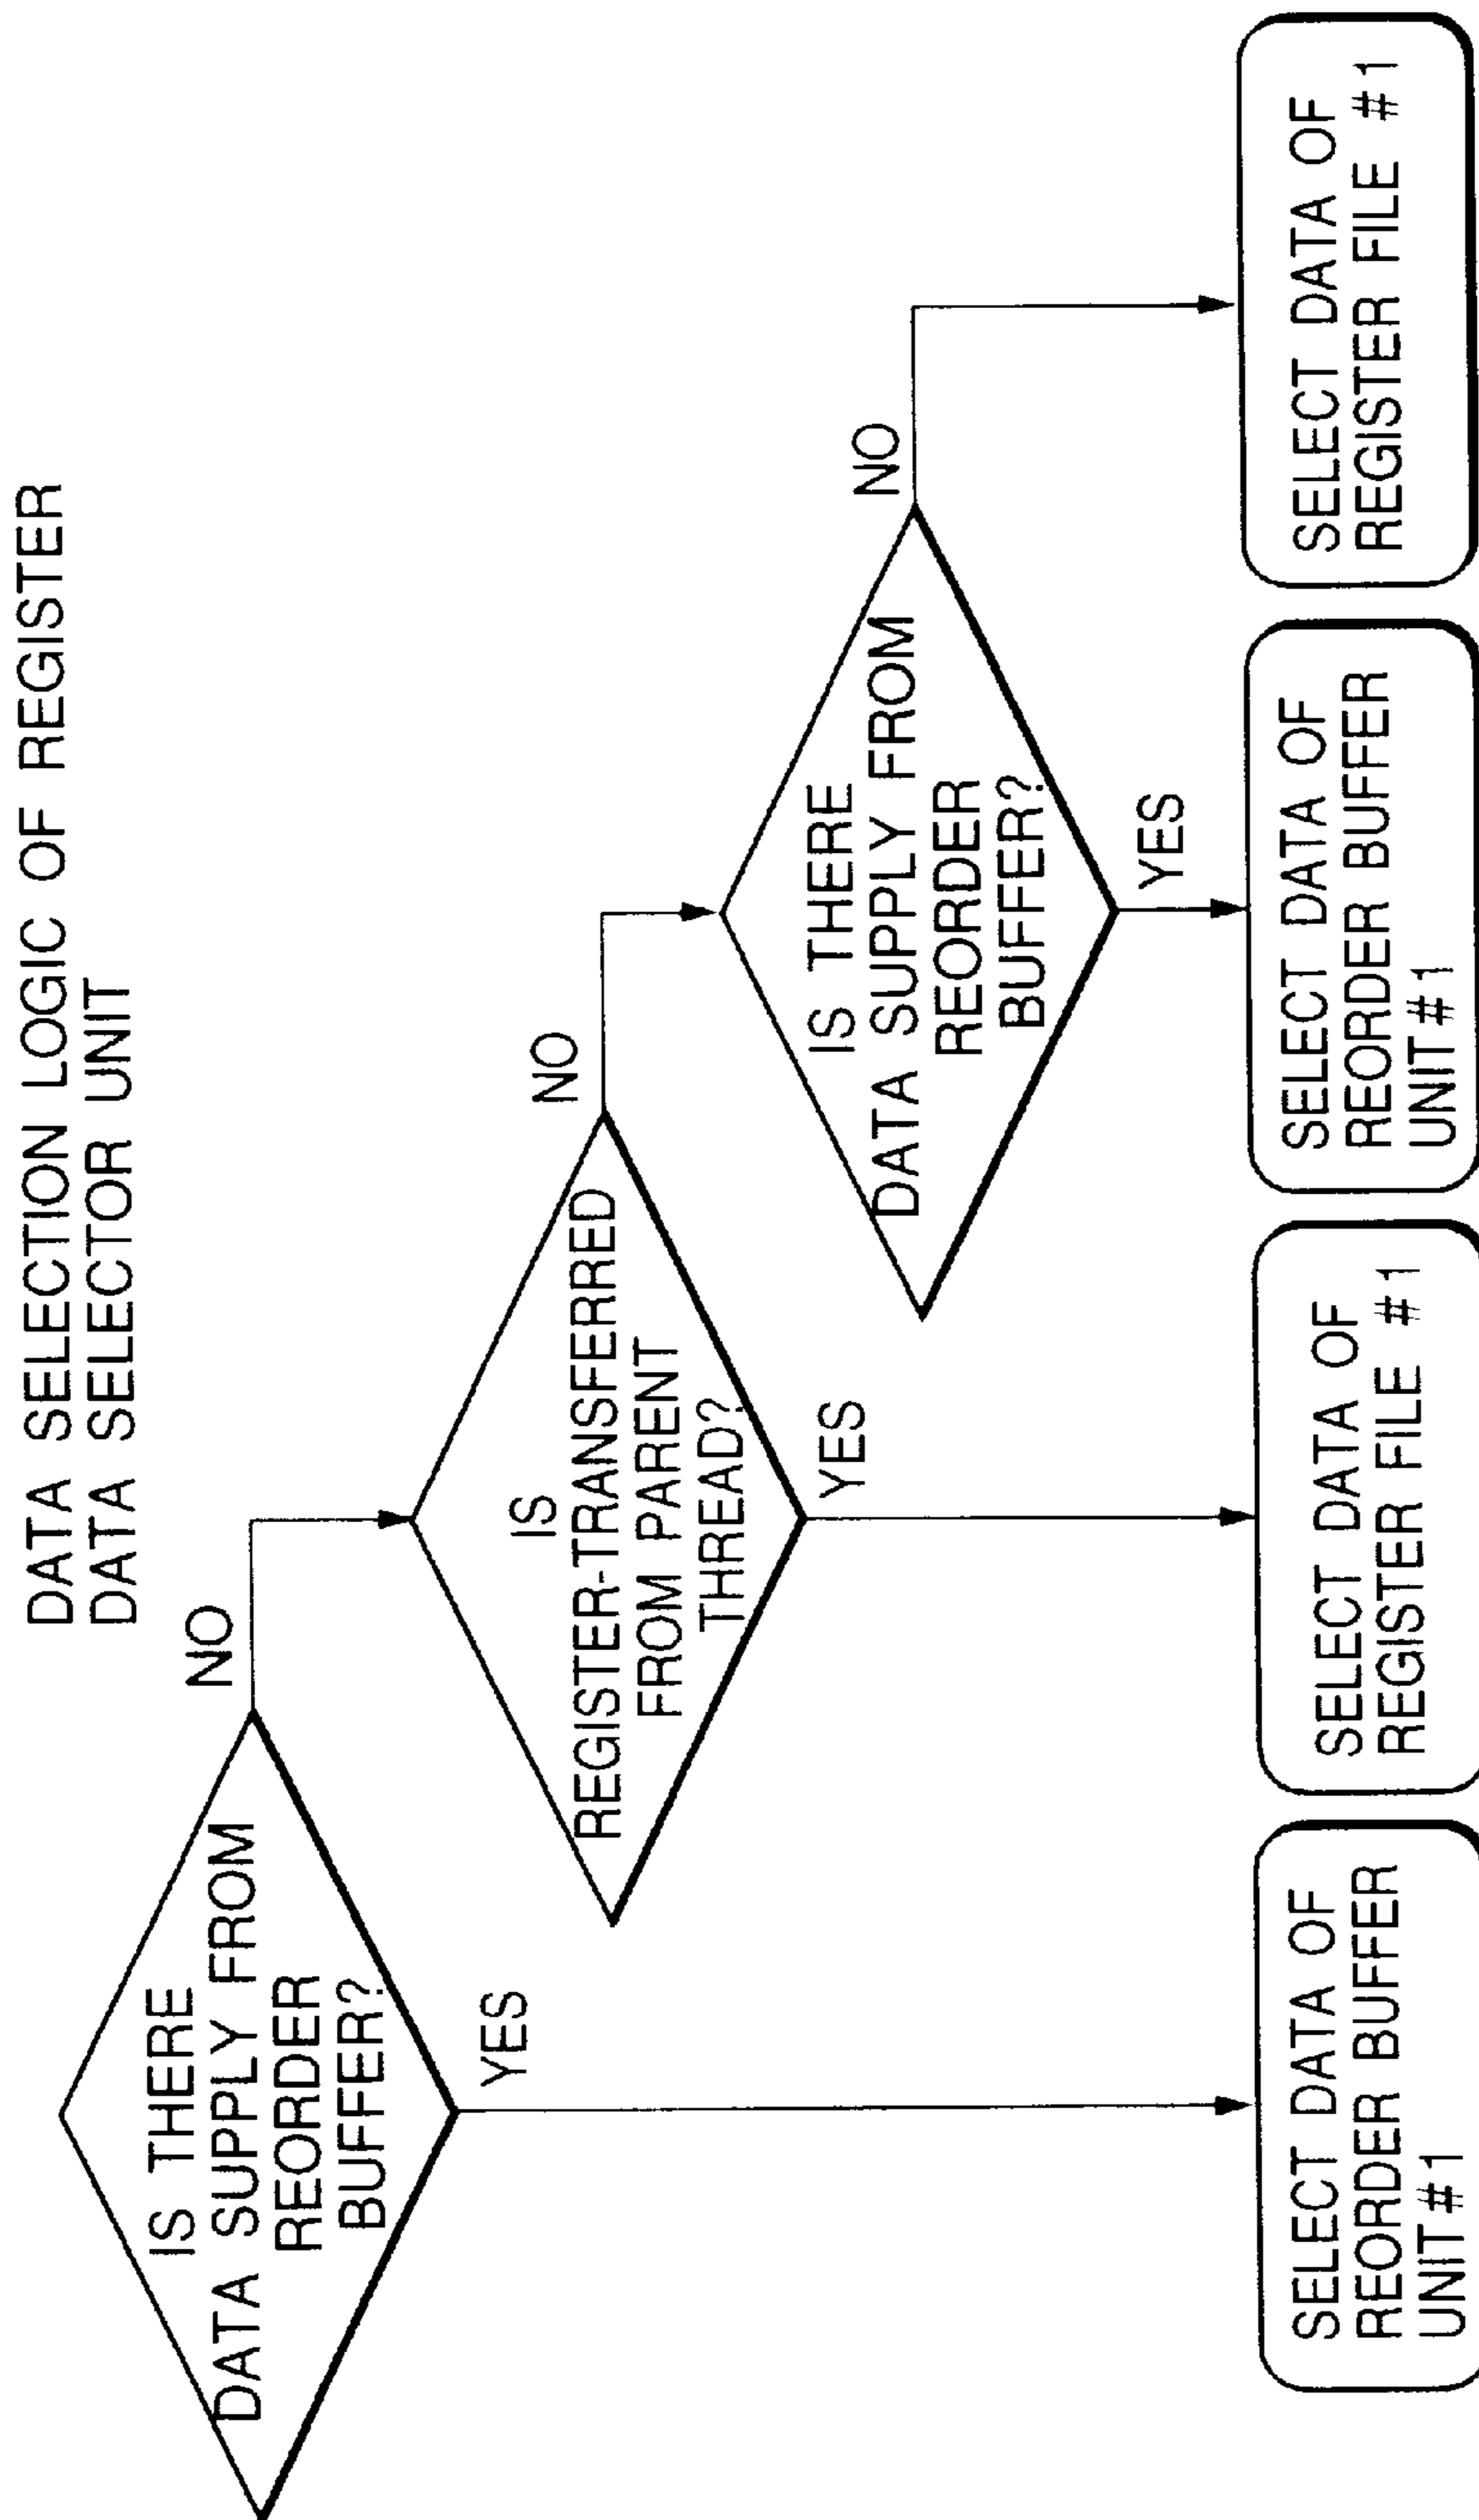 DATA SELECTION LOGIC OF REGISTER
DATA SELECTOR UNIT
IS THERE
DATA SUPPLY FROM
REORDER
BUFFER?
NO
YES
IS
REGISTER-TRANSFERRED
FROM PARENT
THREAD?
NO
YES
IS THERE
DATA SUPPLY FROM
REORDER
BUFFER?
NO
YES
SELECT DATA OF
REORDER BUFFER
UNIT#1
SELECT DATA OF
REGISTER FILE #1
SELECT DATA OF
REORDER BUFFER
UNIT#1
SELECT DATA OF
REGISTER FILE #1